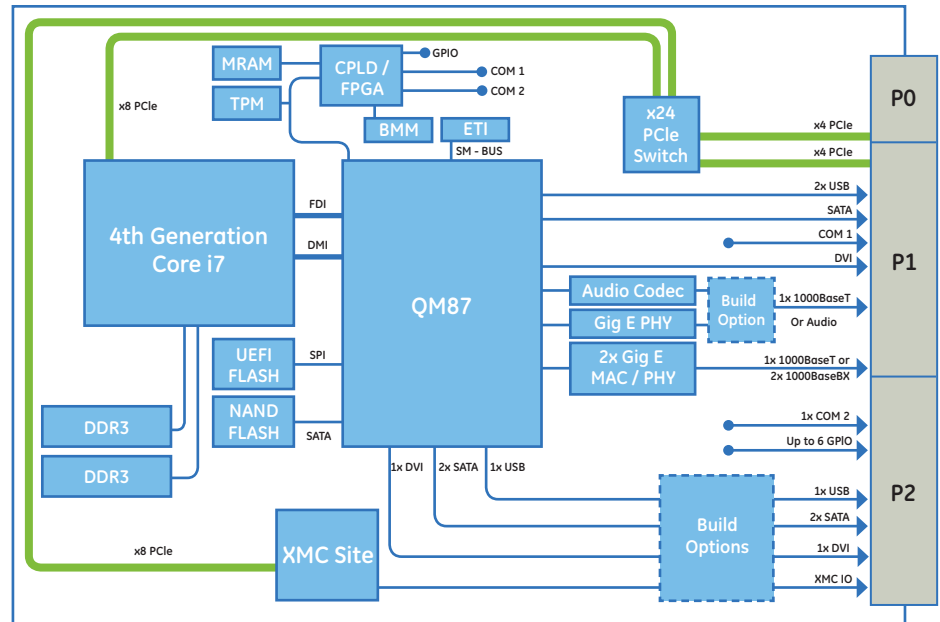 GPIO
MRAM
CPLD /
FPGA
COM 1
TPM
COM 2
x8 PCIe
BMM
ETI
SM - BUS
x24
PCIe
Switch
x4 PCIe
x4 PCIe
P0
4th Generation
Core i7
FDI
DMI
QM87
2x USB
SATA
COM 1
DVI
P1
Audio Codec
Gig E PHY
Build
Option
1x 1000BaseT
Or Audio
2x Gig E
MAC / PHY
1x 1000BaseT or
2x 1000BaseBX
UEFI
FLASH
SPI
NAND
FLASH
SATA
DDR3
DDR3
1x DVI
2x SATA
1x USB
1x COM 2
Up to 6 GPIO
P2
XMC Site
x8 PCIe
Build
Options
1x USB
2x SATA
1x DVI
XMC IO